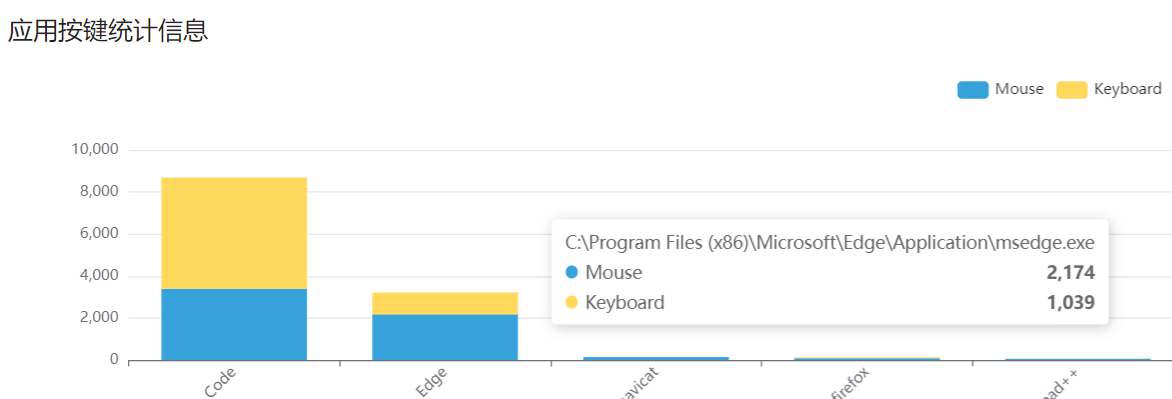 应用按键统计信息
Mouse Keyboard
10,000
8,000
6,000
4,000
2,000
0
C:\Program Files (x86)\Microsoft\Edge\Application\msedge.exe
Mouse 2,174
Keyboard 1,039
Code Edge avicat firefox ad++